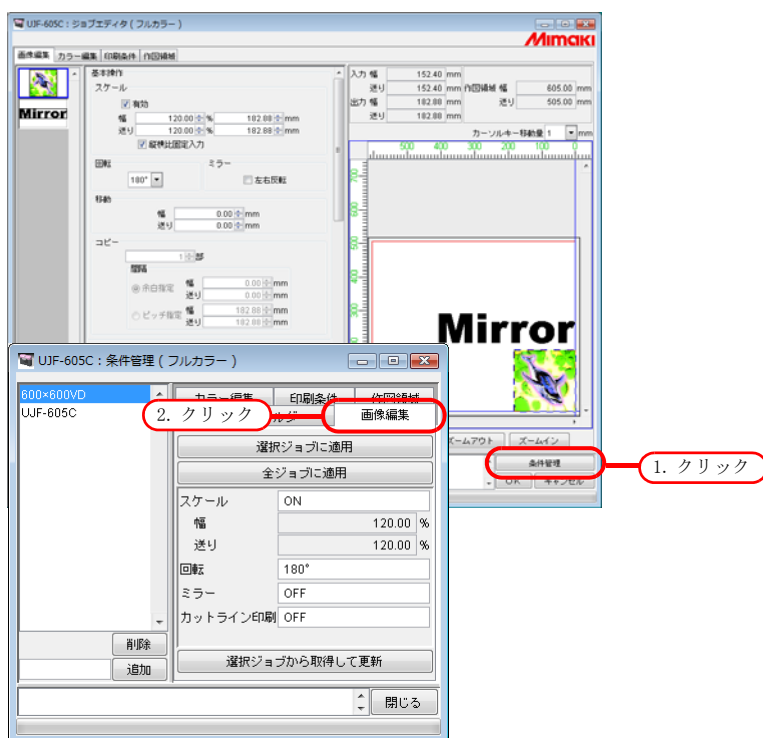 UJF-605C : ジョブエディタ ( フルカラー )
Mimaki
画像編集 カラー編集 印刷条件 作図領域
Mirror
基本操作
スケール
有効
幅 120.00 % 182.88 mm
送り 120.00 % 182.88 mm
縦横比固定入力
回転 ミラー
180° 左右反転
移動
幅 0.00 mm
送り 0.00 mm
コピー
1 部
間隔
余白指定 幅 0.00 mm
送り 0.00 mm
ピッチ指定 幅 182.88 mm
送り 182.88 mm
入力 幅 152.40 mm
送り 152.40 mm 作図領域 幅 605.00 mm
出力 幅 182.88 mm 送り 505.00 mm
送り 182.88 mm
カーソルキー移動量 1 mm
500 400 300 200 100 0
Mirror
ズームアウト ズームイン
条件管理
OK キャンセル
1. クリック
UJF-605C : 条件管理 ( フルカラー )
600×600VD
UJF-605C
カラー編集 印刷条件 作図領域
2. クリック
画像編集
選択ジョブに適用
全ジョブに適用
スケール ON
幅 120.00 %
送り 120.00 %
回転 180°
ミラー OFF
カットライン印刷 OFF
削除
追加
選択ジョブから取得して更新
閉じる